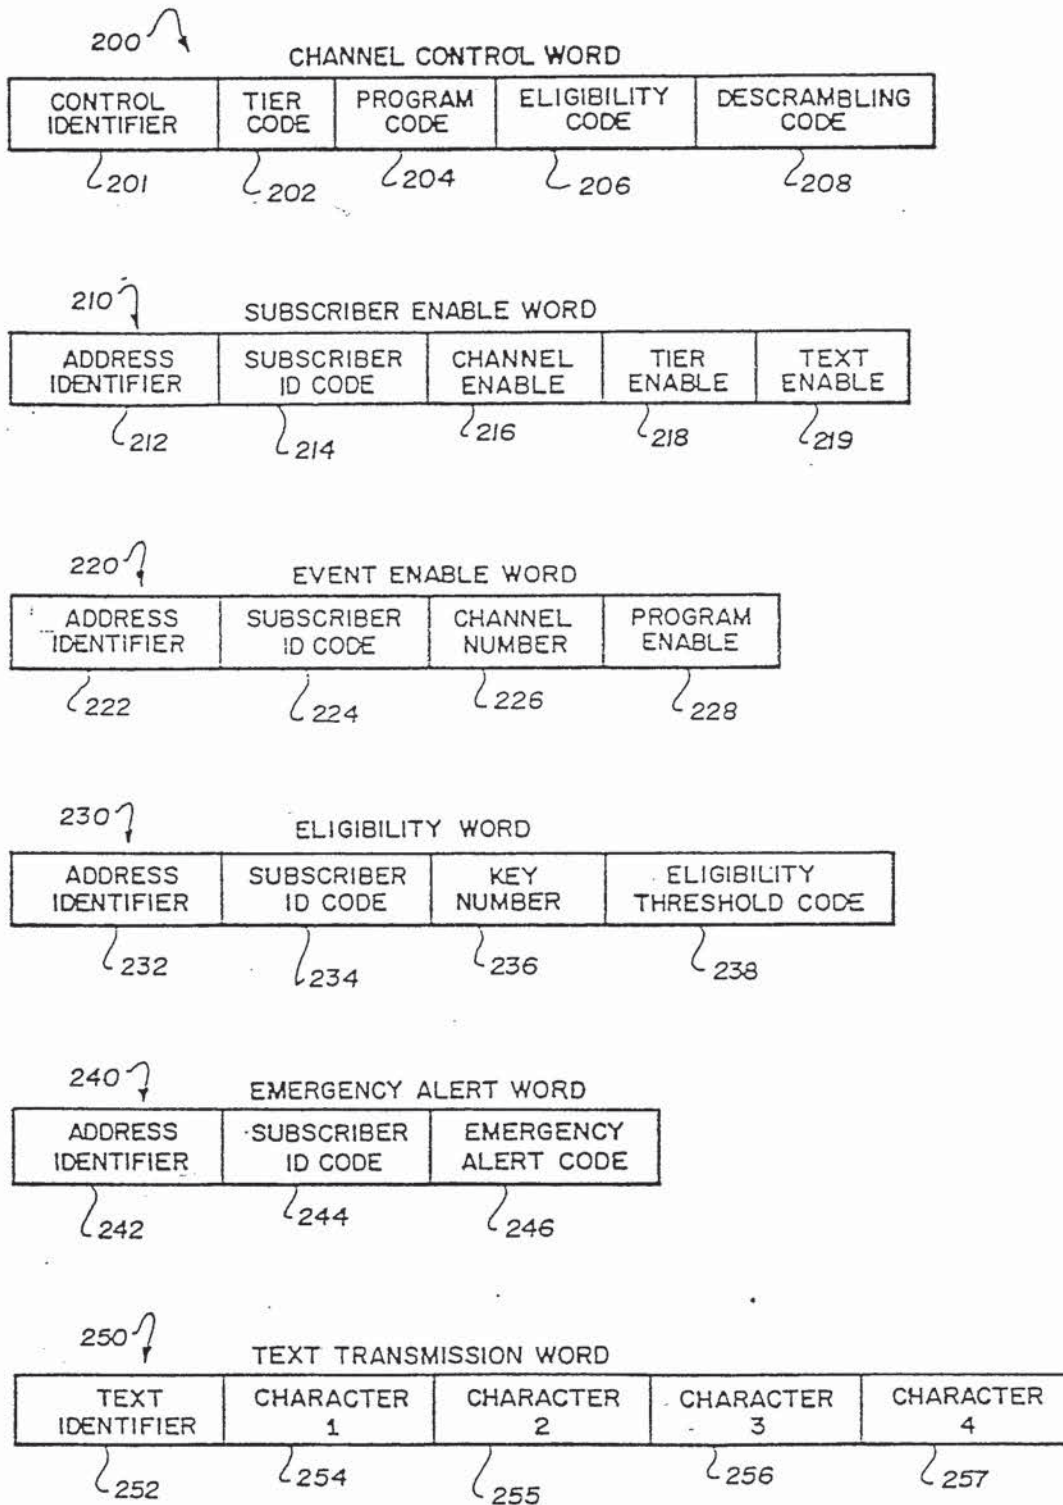 200
CHANNEL CONTROL WORD
CONTROL IDENTIFIER TIER CODE PROGRAM CODE ELIGIBILITY CODE DESCRAMBLING CODE
201 202 204 206 208
210
SUBSCRIBER ENABLE WORD
ADDRESS IDENTIFIER SUBSCRIBER ID CODE CHANNEL ENABLE TIER ENABLE TEXT ENABLE
212 214 216 218 219
220
EVENT ENABLE WORD
ADDRESS IDENTIFIER SUBSCRIBER ID CODE CHANNEL NUMBER PROGRAM ENABLE
222 224 226 228
230
ELIGIBILITY WORD
ADDRESS IDENTIFIER SUBSCRIBER ID CODE KEY NUMBER ELIGIBILITY THRESHOLD CODE
232 234 236 238
240
EMERGENCY ALERT WORD
ADDRESS IDENTIFIER SUBSCRIBER ID CODE EMERGENCY ALERT CODE
242 244 246
250
TEXT TRANSMISSION WORD
TEXT IDENTIFIER CHARACTER 1 CHARACTER 2 CHARACTER 3 CHARACTER 4
252 254 255 256 257